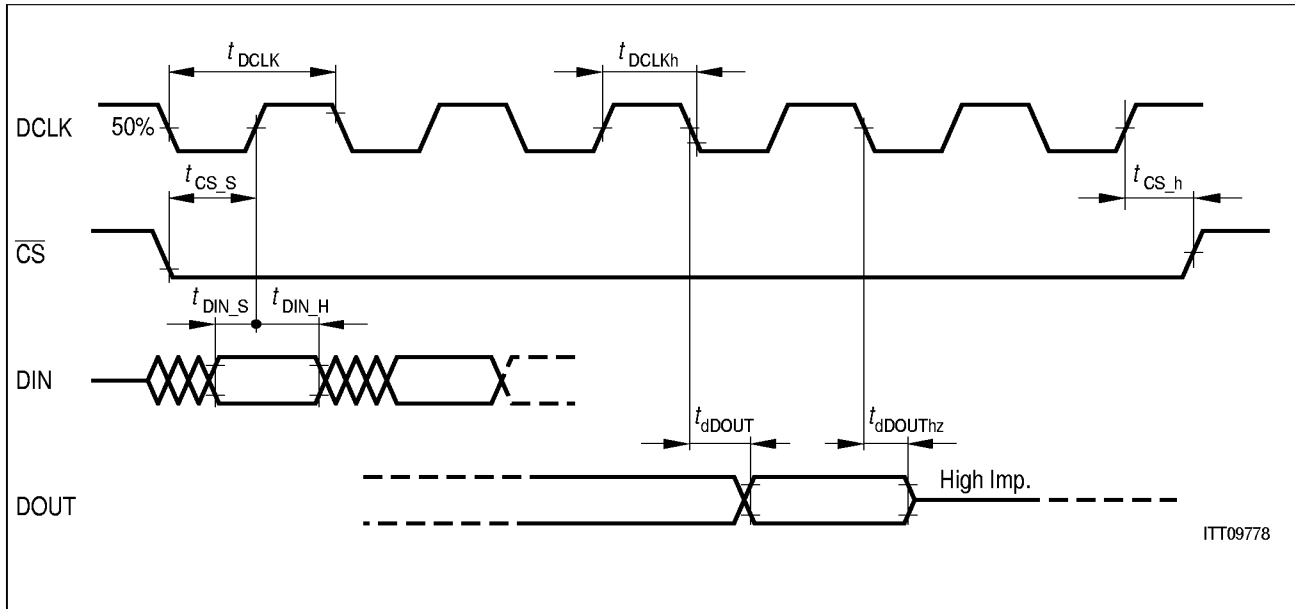 t DCLK
t DCLKh
DCLK
50%
t CS_S
t CS_h
CS
t DIN_S
t DIN_H
DIN
t dDOUT
t dDOUThz
High Imp.
DOUT
ITT09778